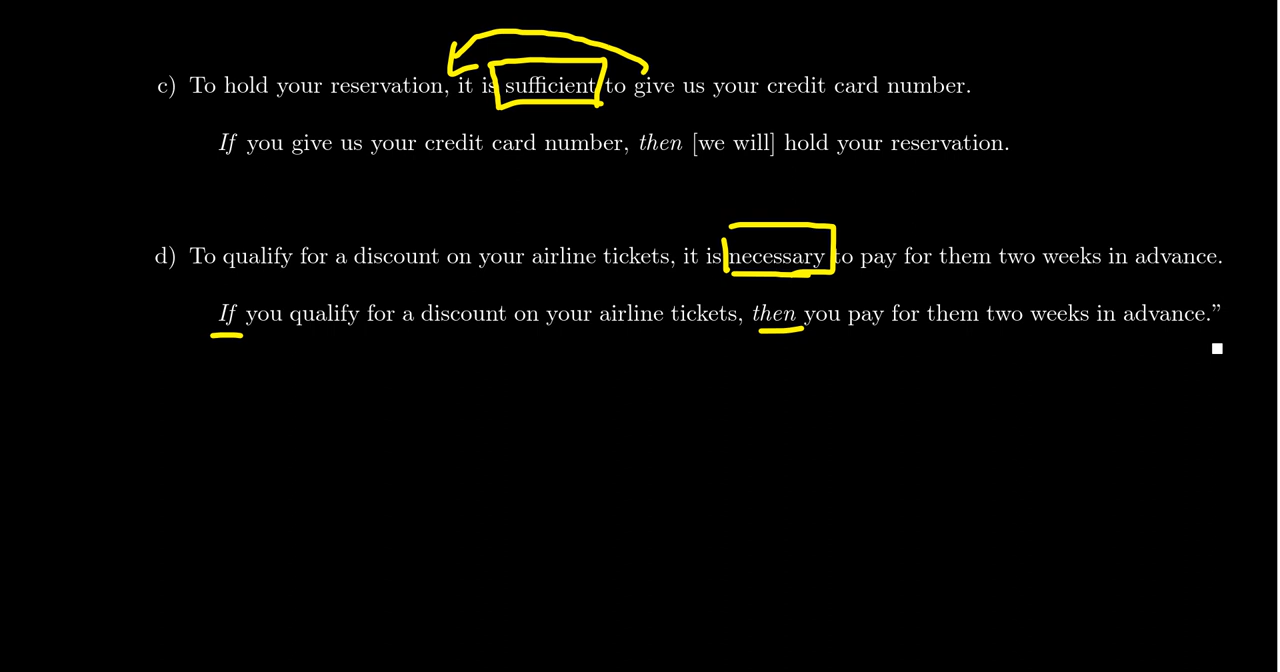 c) To hold your reservation, it is sufficient to give us your credit card number.
If you give us your credit card number, then [we will] hold your reservation.
d) To qualify for a discount on your airline tickets, it is necessary to pay for them two weeks in advance.
If you qualify for a discount on your airline tickets, then you pay for them two weeks in advance.”